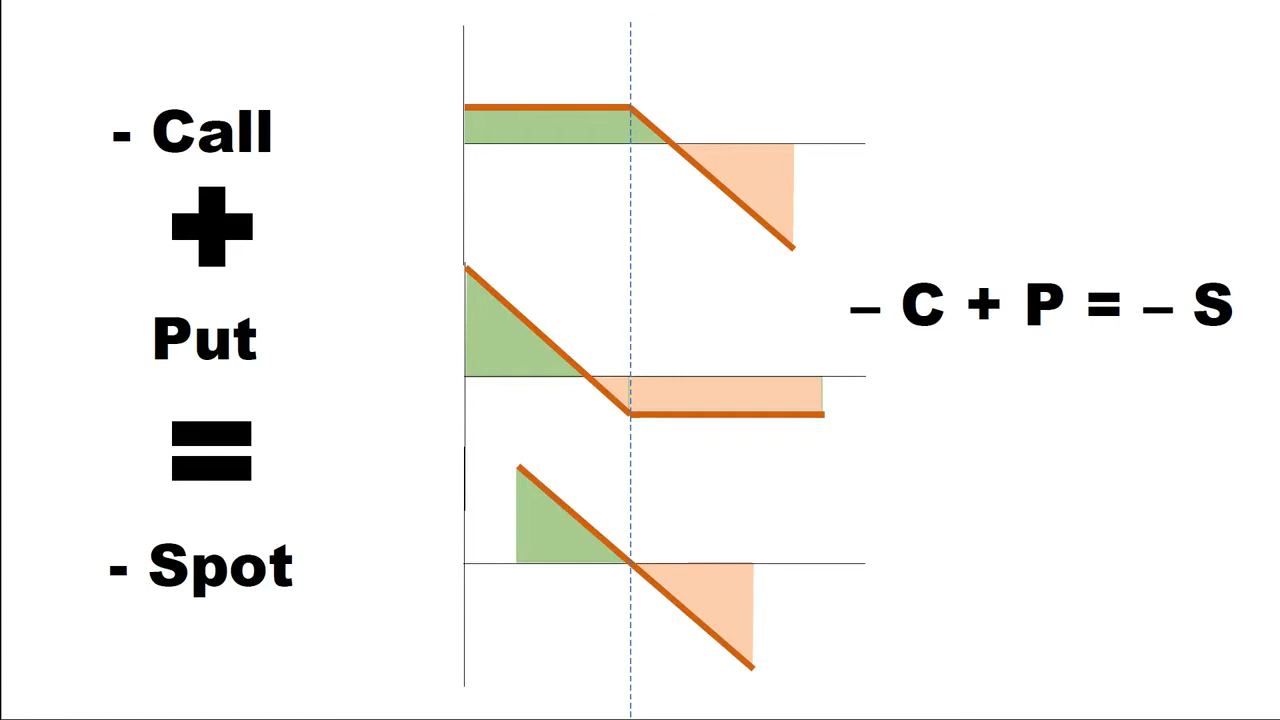 - Call
+
Put
=
- Spot
– C + P = – S